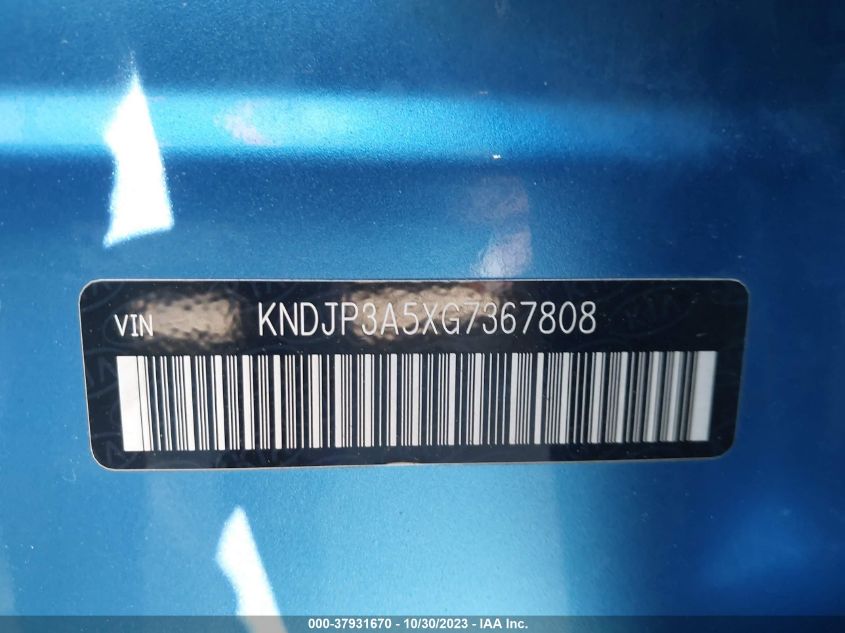 VIN KNDJP3A5XG7367808
000-37931670 - 10/30/2023 - IAA Inc.